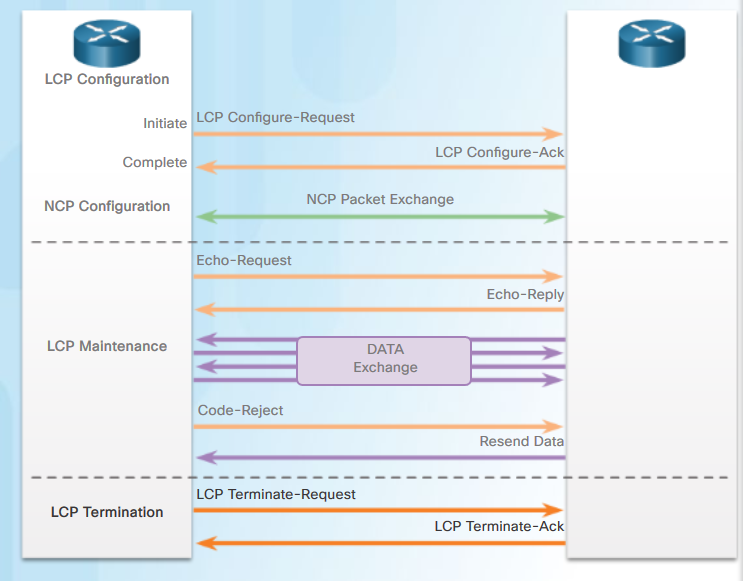 LCP Configuration
Initiate
LCP Configure-Request
Complete
LCP Configure-Ack
NCP Configuration
NCP Packet Exchange
Echo-Request
Echo-Reply
LCP Maintenance
DATA
Exchange
Code-Reject
Resend Data
LCP Termination
LCP Terminate-Request
LCP Terminate-Ack